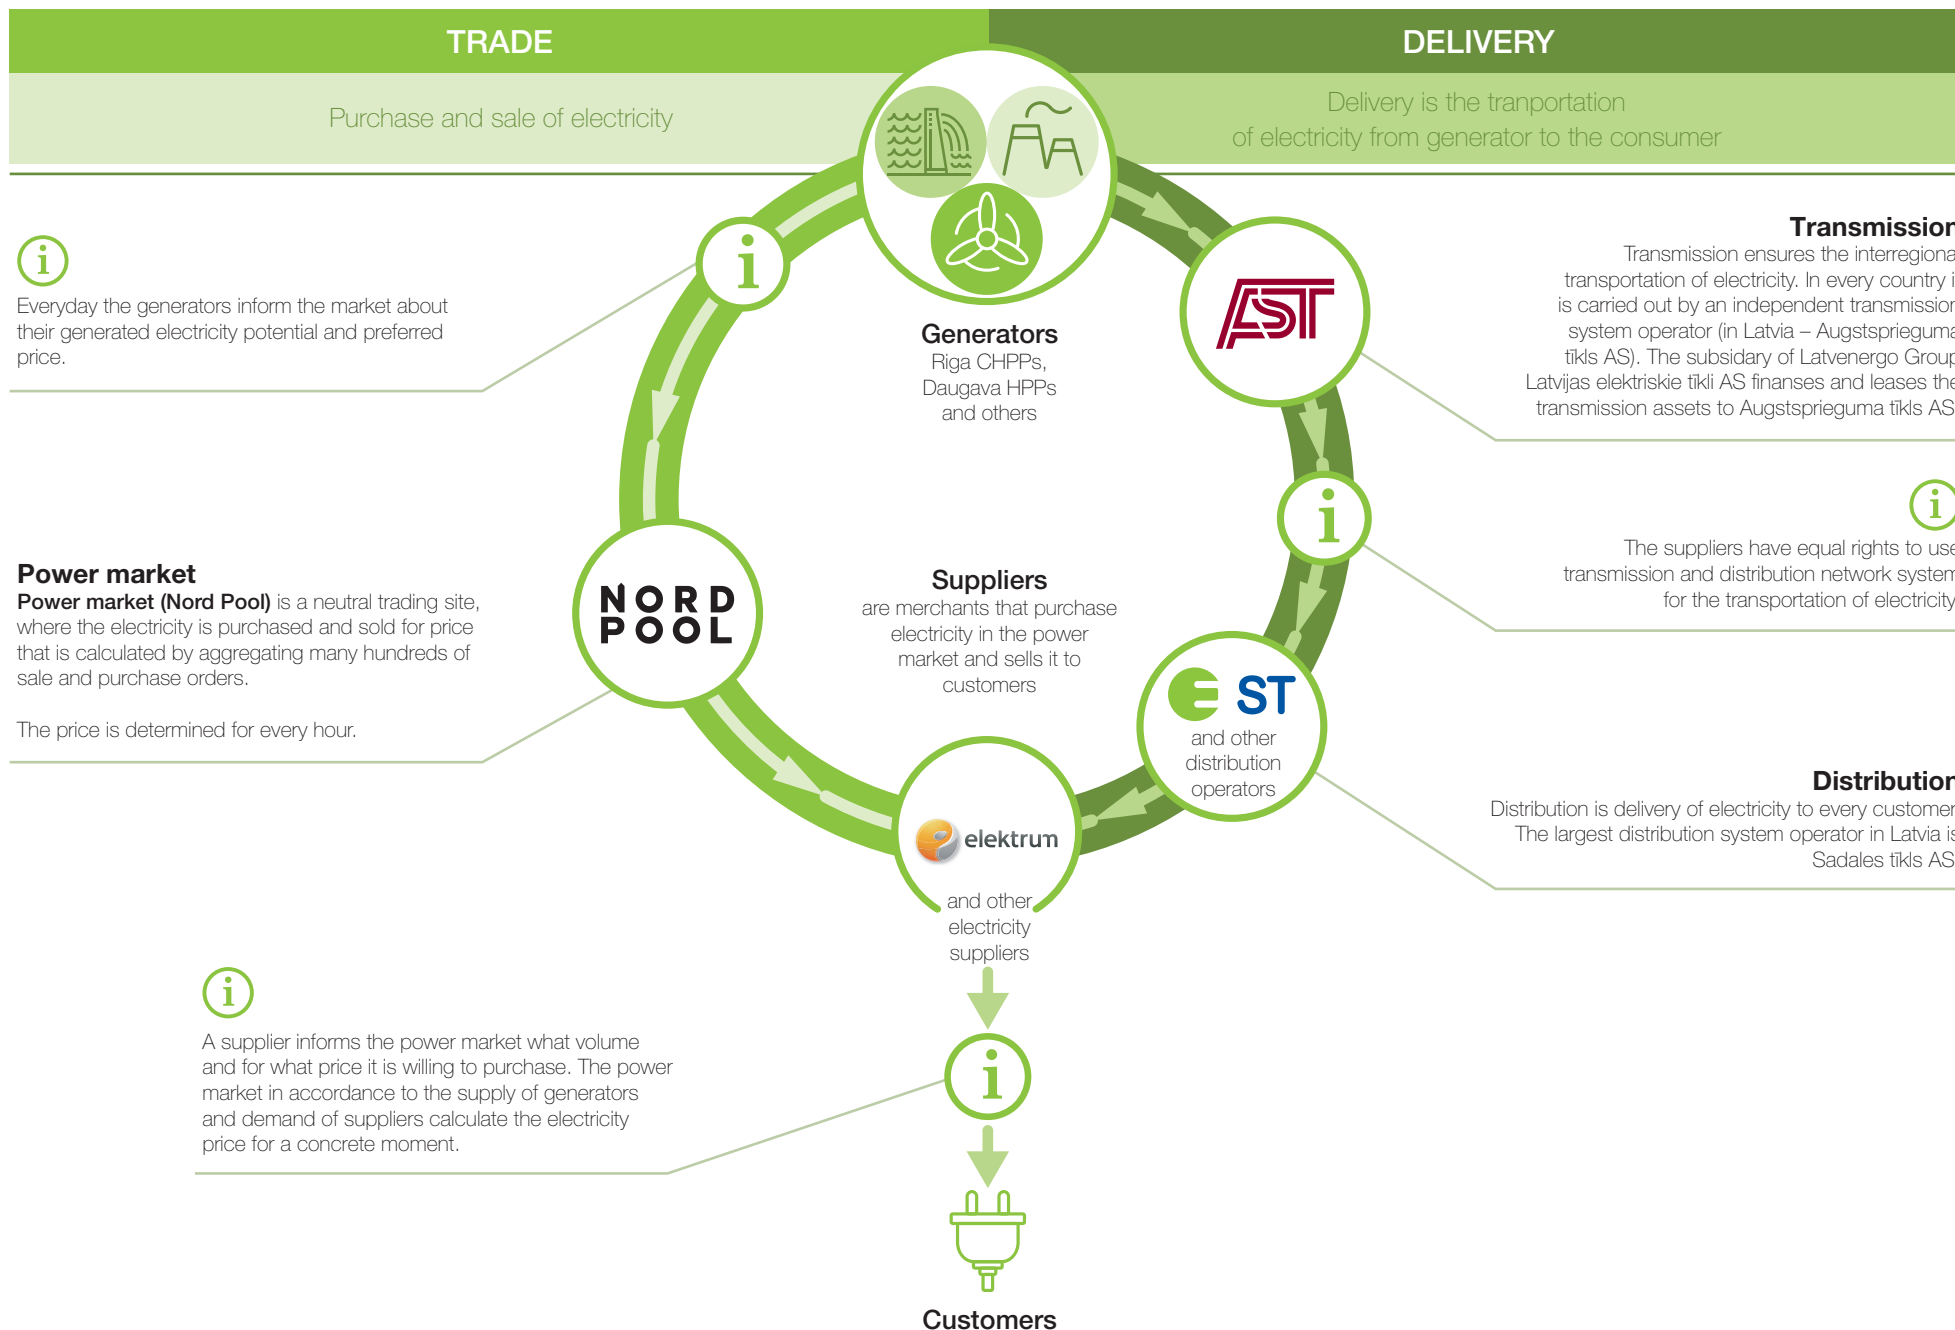 TRADE
DELIVERY
Purchase and sale of electricity
Delivery is the tranportation
of electricity from generator to the consumer
i
Everyday the generators inform the market about
their generated electricity potential and preferred
price.
i
Generators
Riga CHPPs,
Daugava HPPs
and others
AST
Transmission
Transmission ensures the interregional
transportation of electricity. In every country i
is carried out by an independent transmission
system operator (in Latvia – Augstsprieguma
tīkls AS). The subsidary of Latvenergo Group
Latvijas elektriskie tīkli AS finanses and leases the
transmission assets to Augstsprieguma tīkls AS
i
i
The suppliers have equal rights to use
transmission and distribution network system
for the transportation of electricity
Power market
Power market (Nord Pool) is a neutral trading site,
where the electricity is purchased and sold for price
that is calculated by aggregating many hundreds of
sale and purchase orders.
The price is determined for every hour.
NORD
POOL
Suppliers
are merchants that purchase
electricity in the power
market and sells it to
customers
ST
and other
distribution
operators
Distribution
Distribution is delivery of electricity to every customer
The largest distribution system operator in Latvia is
Sadales tīkls AS
elektrum
and other
electricity
suppliers
i
A supplier informs the power market what volume
and for what price it is willing to purchase. The power
market in accordance to the supply of generators
and demand of suppliers calculate the electricity
price for a concrete moment.
i
Customers